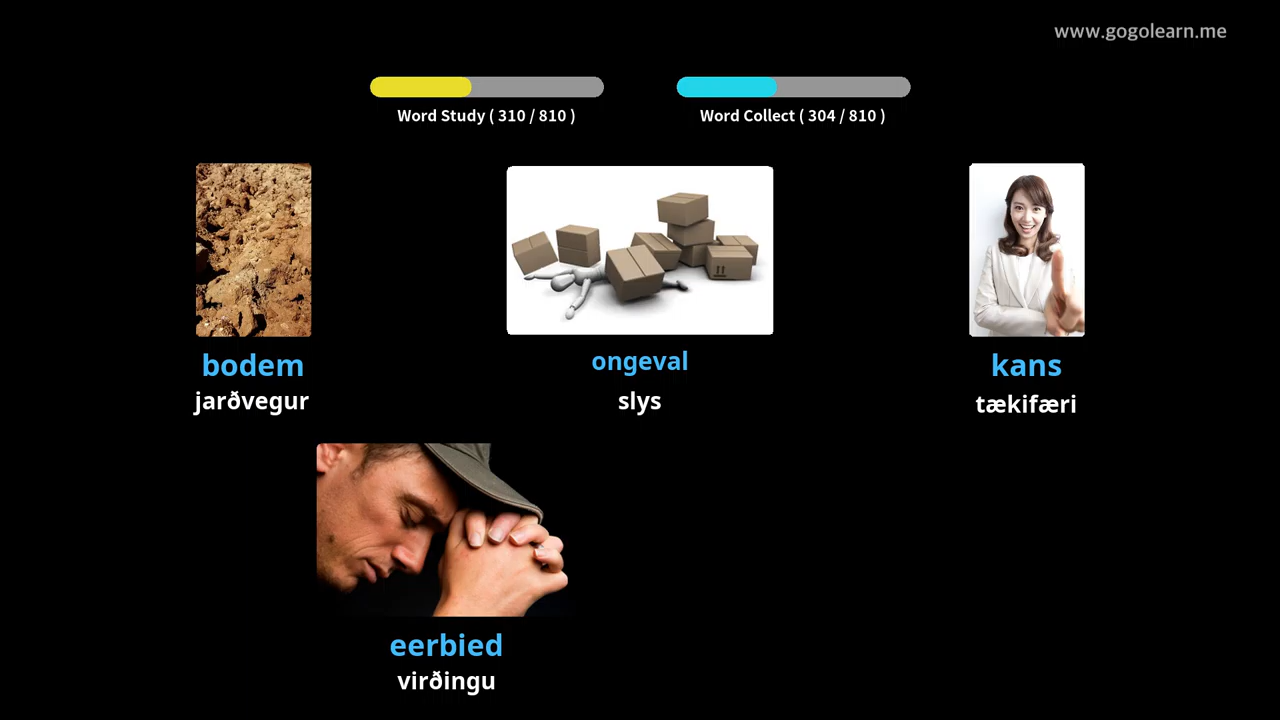 www.gogolearn.me
Word Study ( 310 / 810 )
Word Collect ( 304 / 810 )
bodem
jarðvegur
ongeval
slys
kans
tækifæri
eerbied
virðingu